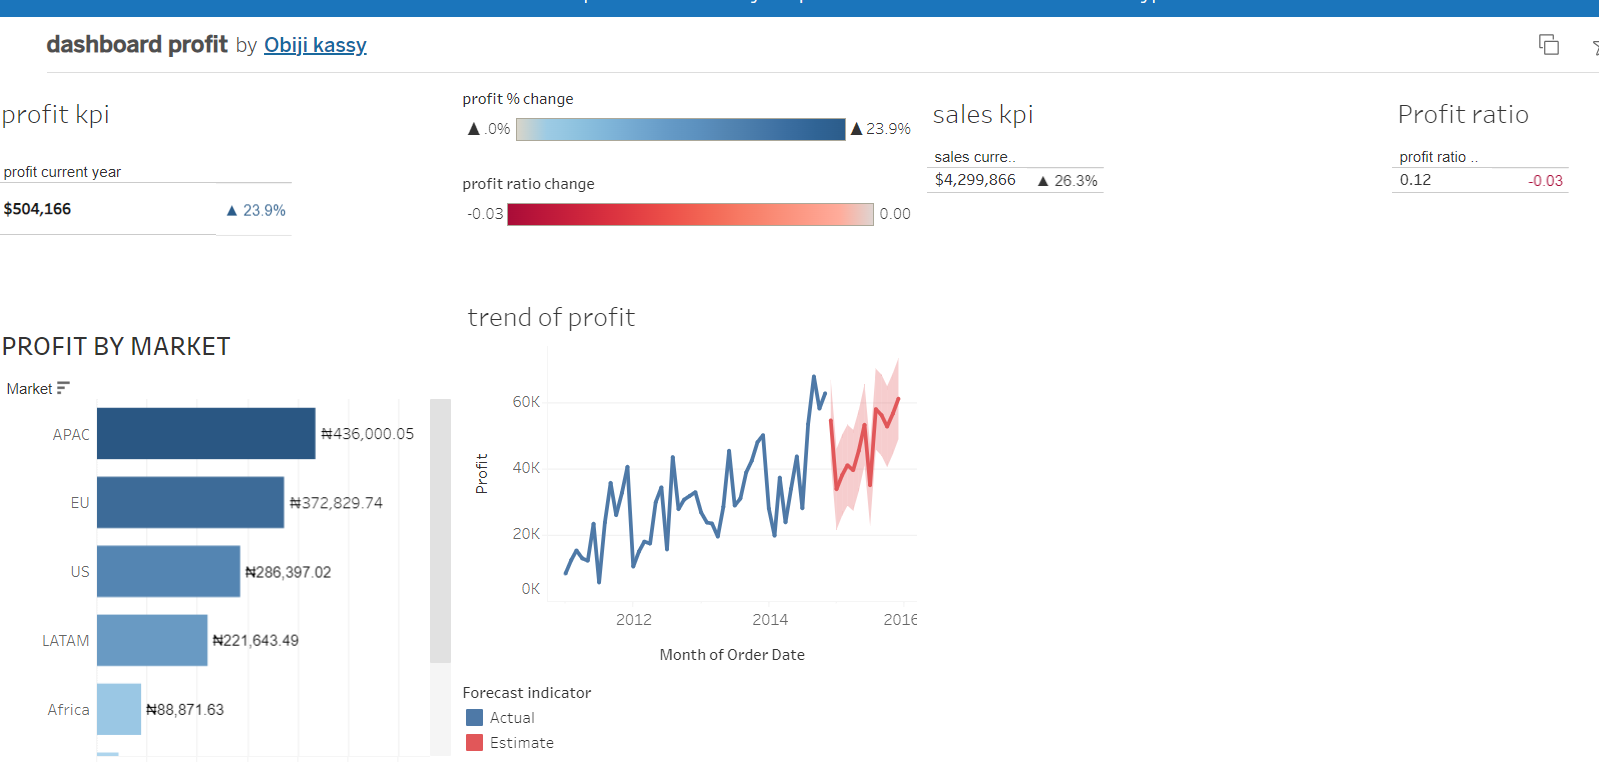 dashboard profit by Obiji kassy
profit kpi
profit current year
$504,166 ▲ 23.9%
profit % change
▲ .0% ▲ 23.9%
profit ratio change
-0.03 0.00
sales kpi
sales curre..
$4,299,866 ▲ 26.3%
Profit ratio
profit ratio ..
0.12 -0.03
PROFIT BY MARKET
Market
APAC ₦436,000.05
EU ₦372,829.74
US ₦286,397.02
LATAM ₦221,643.49
Africa ₦88,871.63
trend of profit
Profit
60K
40K
20K
0K
2012 2014 2016
Month of Order Date
Forecast indicator
Actual
Estimate